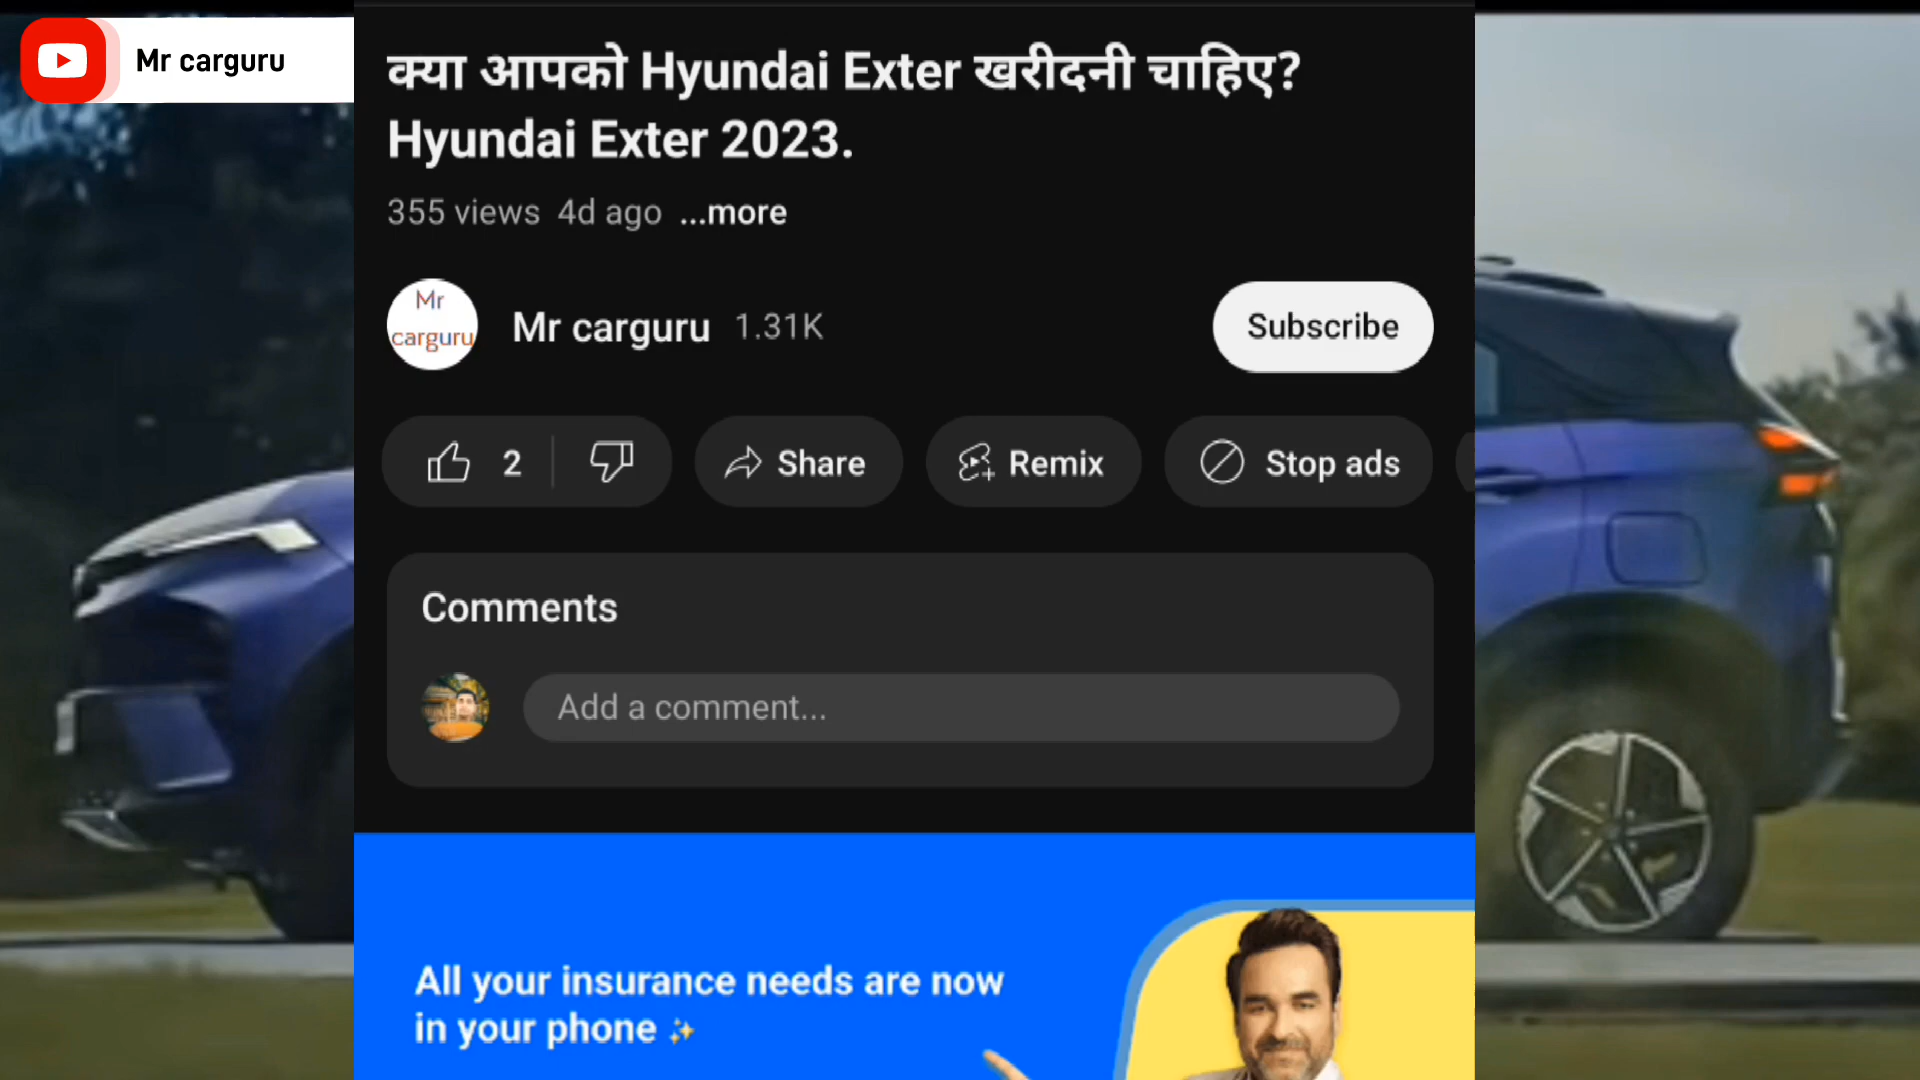 Mr carguru
क्या आपको Hyundai Exter खरीदनी चाहिए?
Hyundai Exter 2023.
355 views 4d ago ...more
Mr
carguru
Mr carguru 1.31K
Subscribe
2
Share
Remix
Stop ads
Comments
Add a comment...
All your insurance needs are now
in your phone ✨